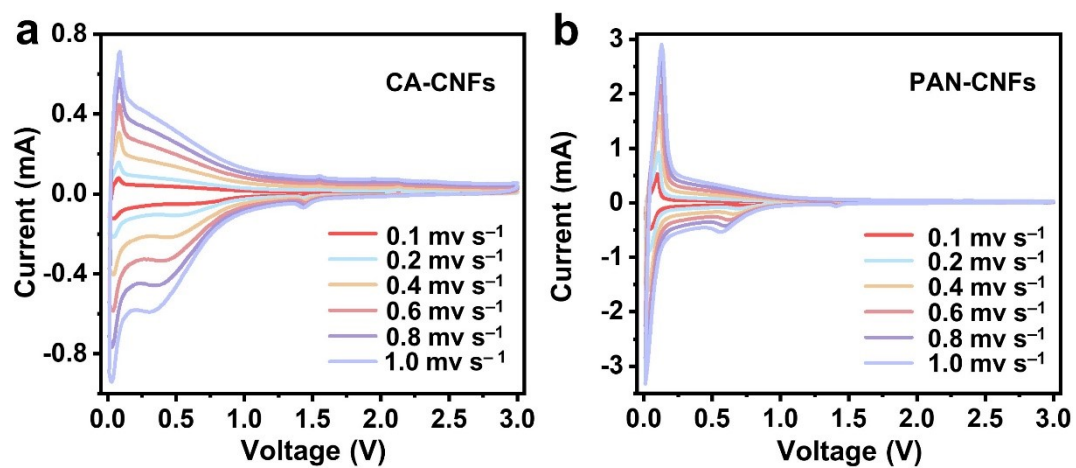 a
CA-CNFs
Current (mA)
0.8
0.4
0.0
-0.4
-0.8
0.1 mv s⁻¹
0.2 mv s⁻¹
0.4 mv s⁻¹
0.6 mv s⁻¹
0.8 mv s⁻¹
1.0 mv s⁻¹
0.0 0.5 1.0 1.5 2.0 2.5 3.0
Voltage (V)
b
PAN-CNFs
Current (mA)
3
2
1
0
-1
-2
-3
0.1 mv s⁻¹
0.2 mv s⁻¹
0.4 mv s⁻¹
0.6 mv s⁻¹
0.8 mv s⁻¹
1.0 mv s⁻¹
0.0 0.5 1.0 1.5 2.0 2.5 3.0
Voltage (V)